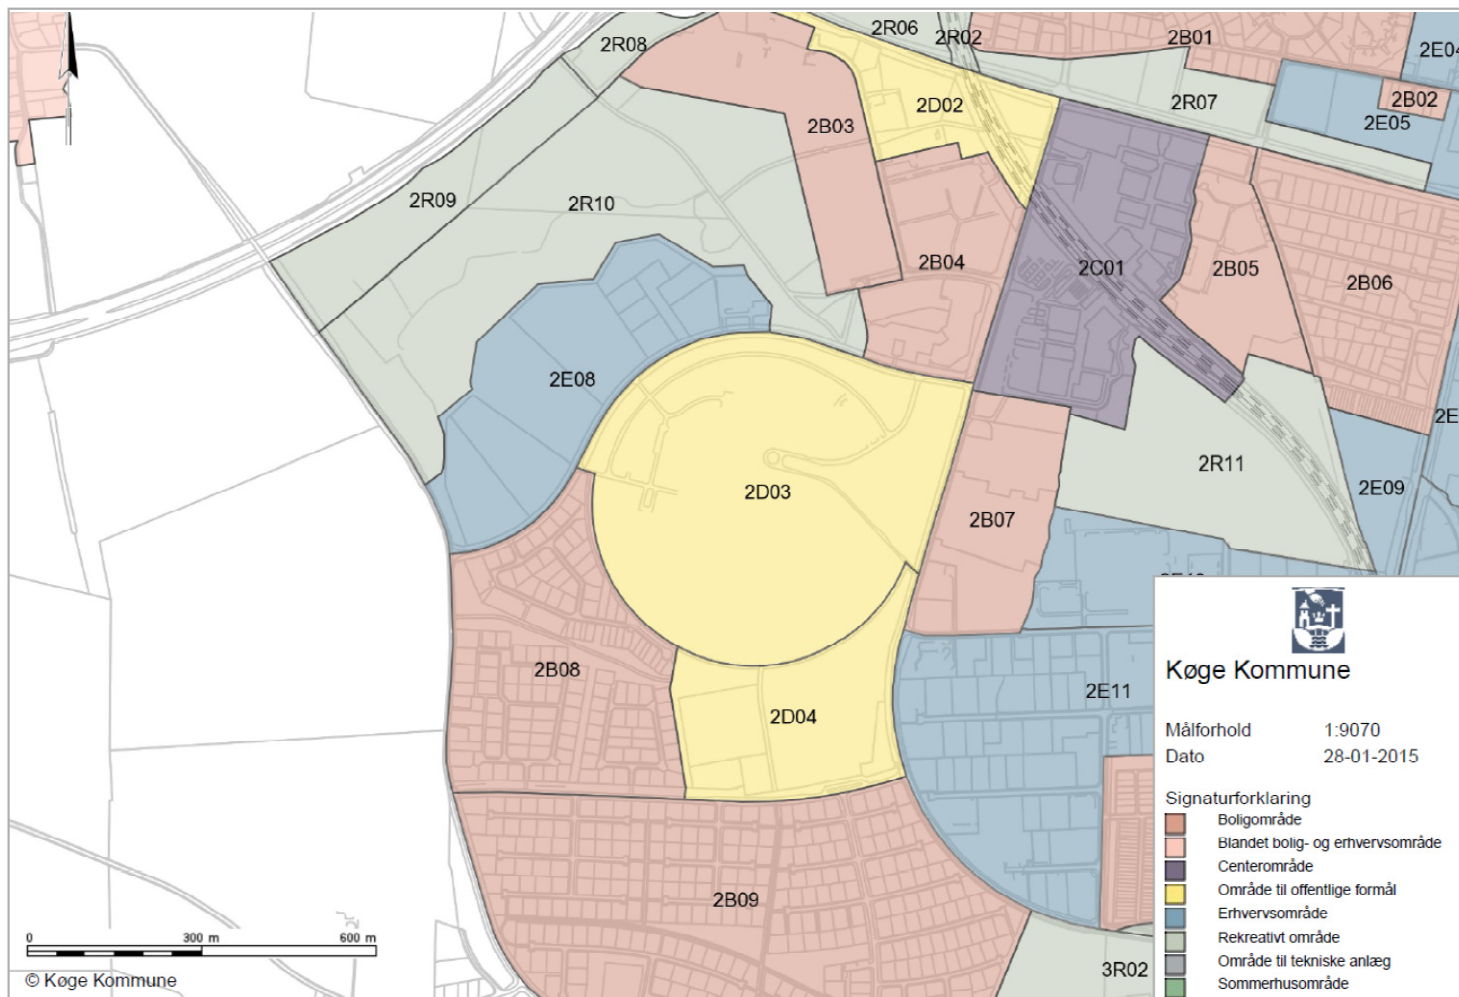 2R06
2R02
2R08
2B01
2E04
2D02
2R07
2B02
2B03
2E05
2R09
2R10
2B04
2C01
2B05
2B06
2E08
2E
2R11
2D03
2E09
2B07
2B08
2E11
2D04
2B09
3R02
0 300 m 600 m
© Køge Kommune
Køge Kommune
Målforhold 1:9070
Dato 28-01-2015
Signaturforklaring
Boligområde
Blandet bolig- og erhvervsområde
Centerområde
Område til offentlige formål
Erhvervsområde
Rekreativt område
Område til tekniske anlæg
Sommerhusområde